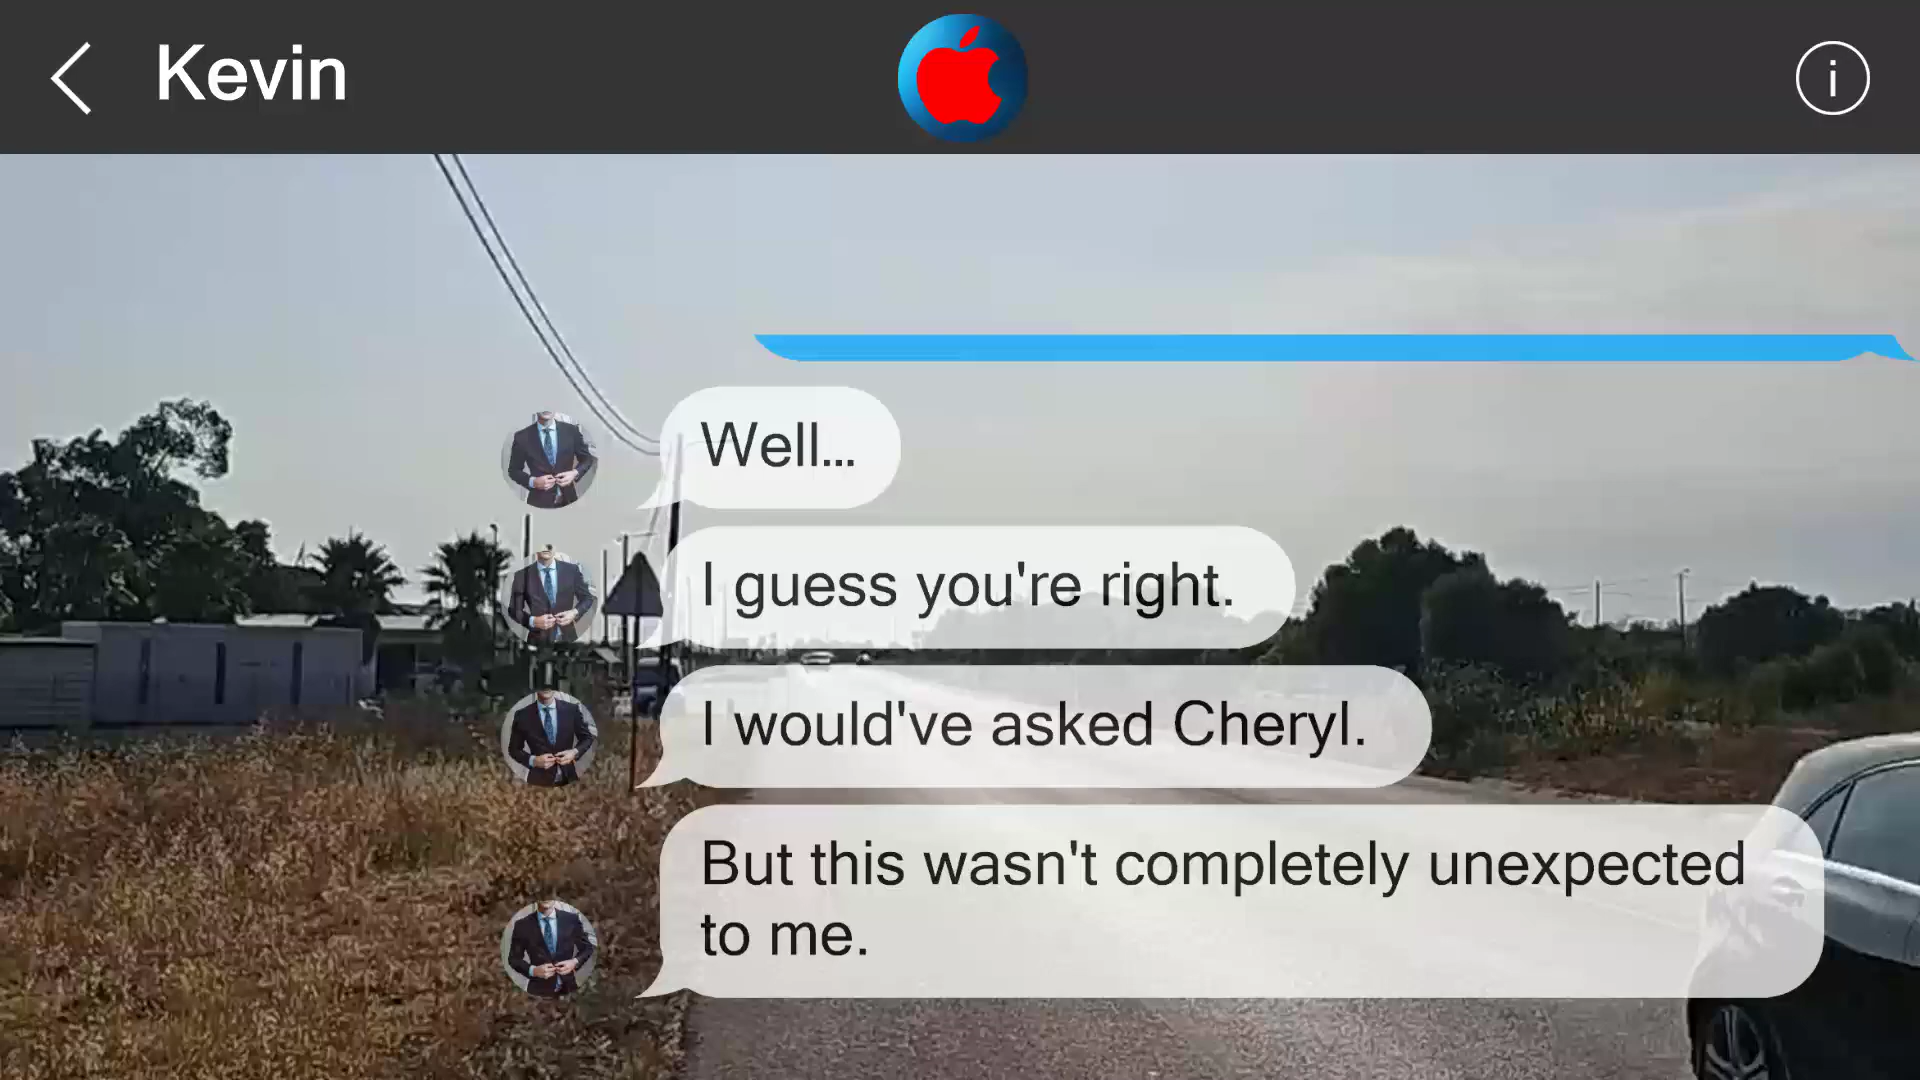 Kevin
Well...
I guess you're right.
I would've asked Cheryl.
But this wasn't completely unexpected
to me.